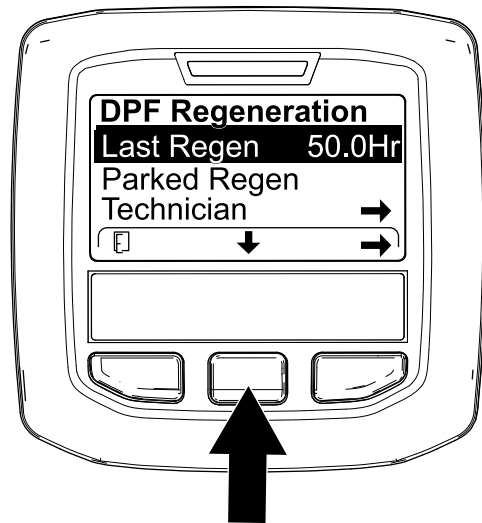 DPF Regeneration
Last Regen 50.0Hr
Parked Regen
Technician